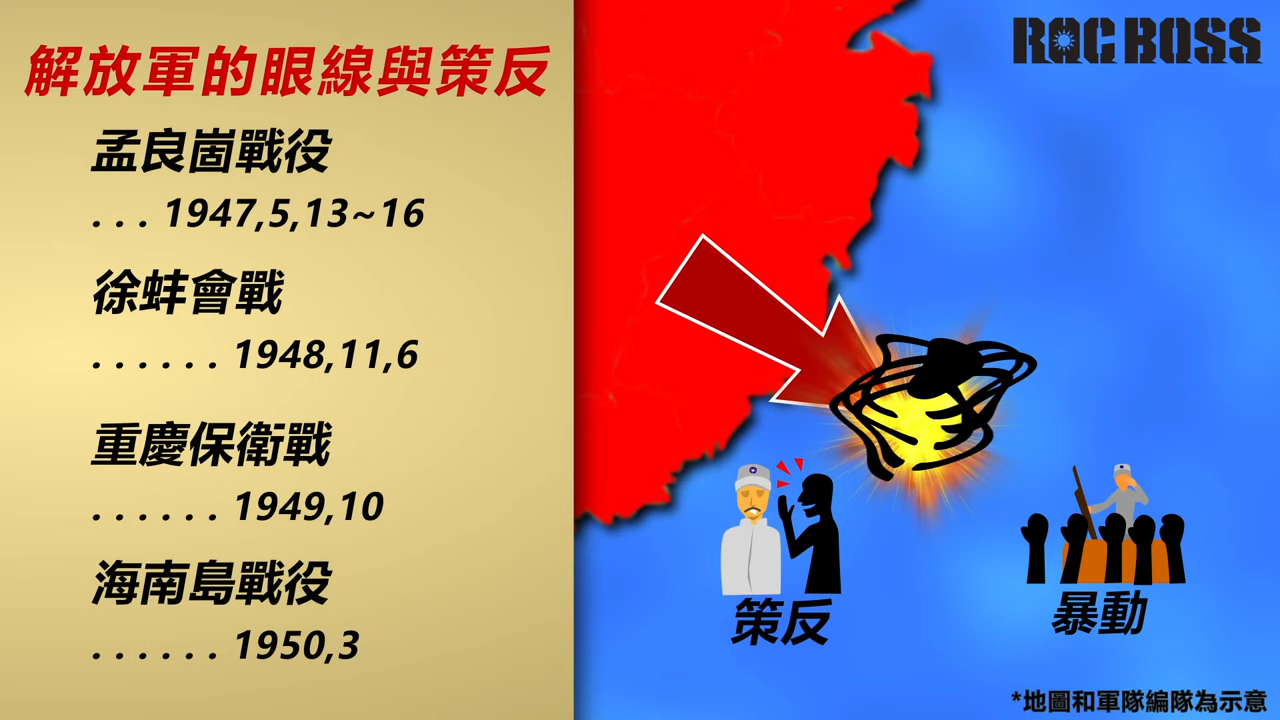 解放軍的眼線與策反
孟良崮戰役
. . . 1947,5,13~16
徐蚌會戰
. . . . . . 1948,11,6
重慶保衛戰
. . . . . . 1949,10
海南島戰役
. . . . . . 1950,3
ROC BOSS
策反
暴動
*地圖和軍隊編隊為示意